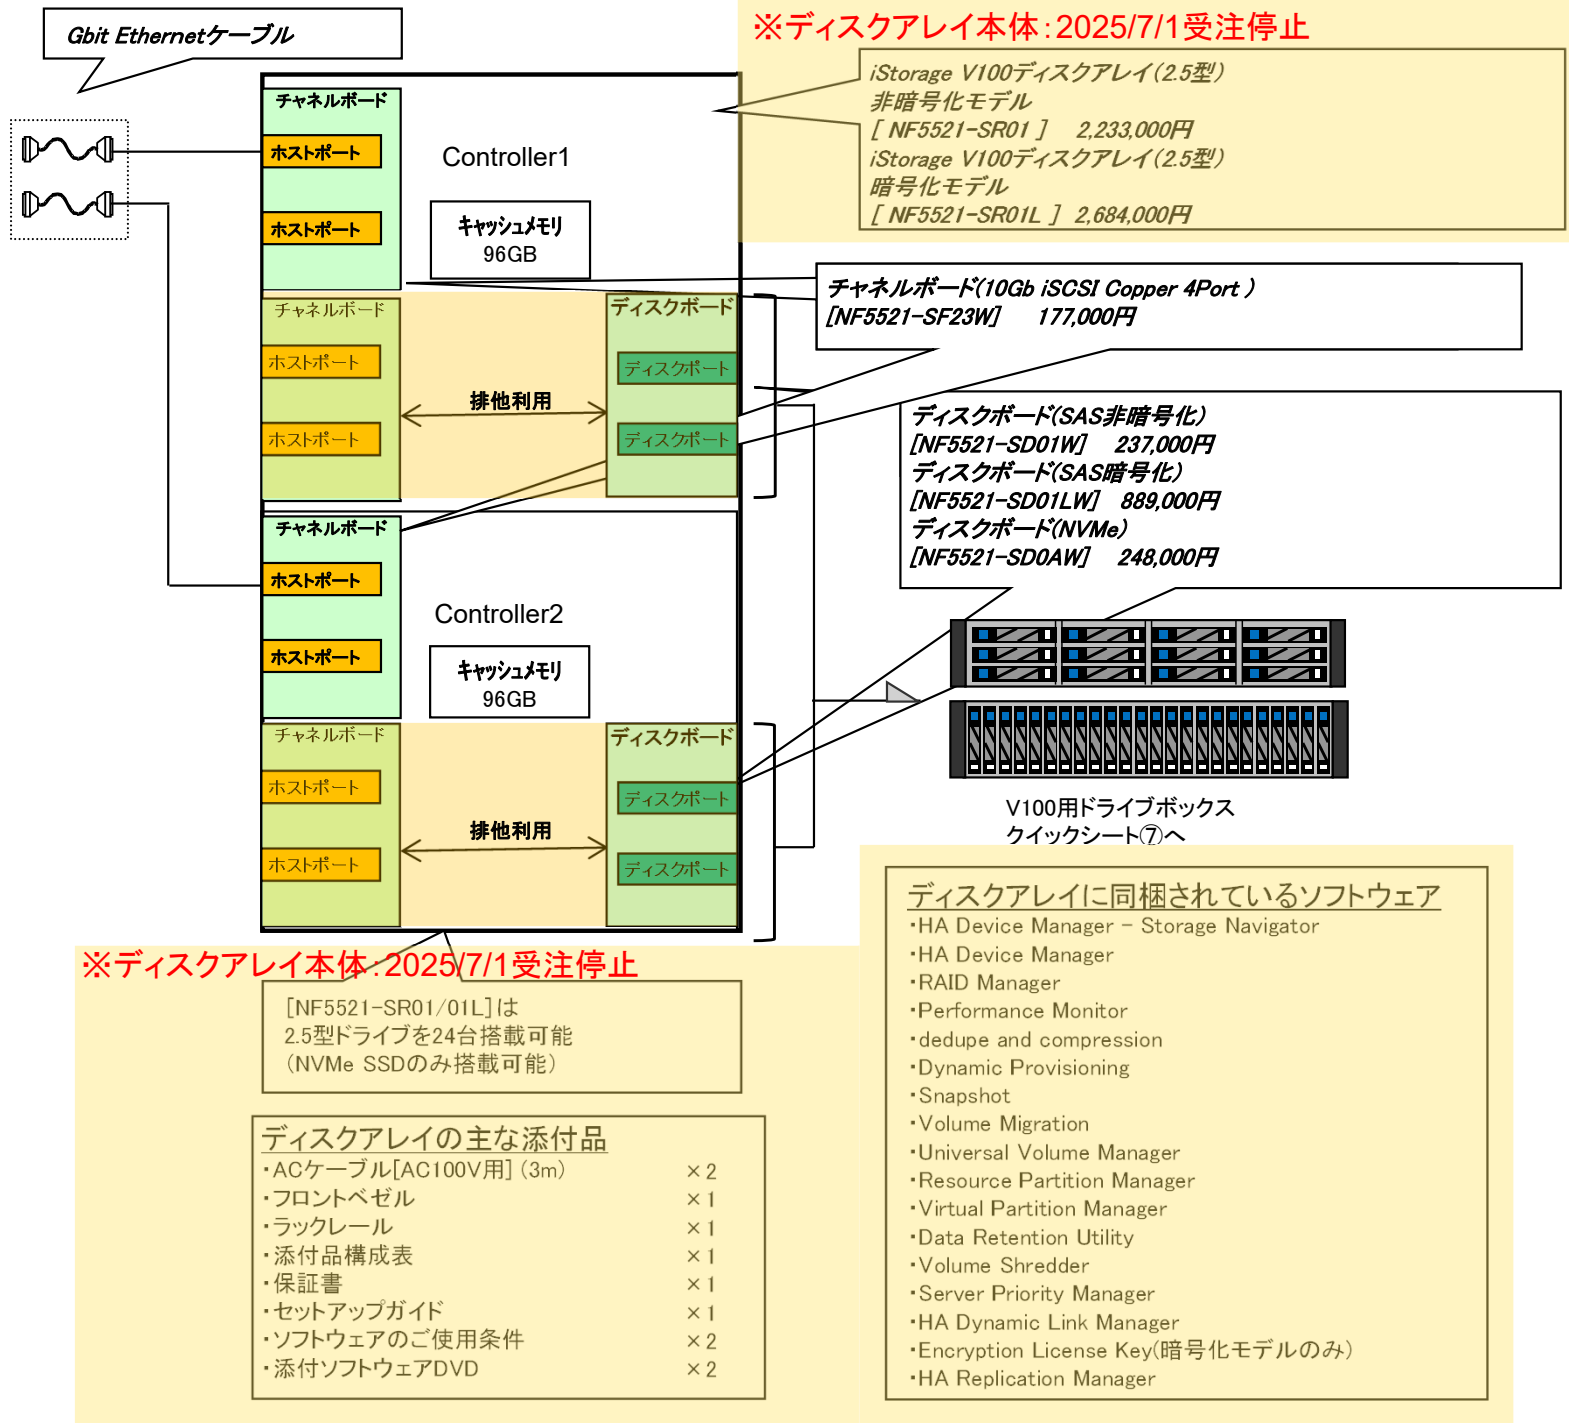 Gbit Ethernetケーブル
※ディスクアレイ本体：2025/7/1受注停止
iStorage V100ディスクアレイ（2.5型）
非暗号化モデル
[ NF5521-SR01 ]　2,233,000円
iStorage V100ディスクアレイ（2.5型）
暗号化モデル
[ NF5521-SR01L ] 2,684,000円
チャネルボード
ホストポート
ホストポート
Controller1
キャッシュメモリ
96GB
チャネルボード(10Gb iSCSI Copper 4Port )
[NF5521-SF23W]　177,000円
チャネルボード
ホストポート
ホストポート
排他利用
ディスクボード
ディスクポート
ディスクポート
ディスクボード(SAS非暗号化)
[NF5521-SD01W]　237,000円
ディスクボード(SAS暗号化)
[NF5521-SD01LW]　889,000円
ディスクボード(NVMe)
[NF5521-SD0AW]　248,000円
チャネルボード
ホストポート
ホストポート
Controller2
キャッシュメモリ
96GB
チャネルボード
ホストポート
ホストポート
排他利用
ディスクボード
ディスクポート
ディスクポート
V100用ドライブボックス
クイックシート⑦へ
※ディスクアレイ本体：2025/7/1受注停止
[NF5521-SR01/01L]は
2.5型ドライブを24台搭載可能
（NVMe SSDのみ搭載可能）
ディスクアレイの主な添付品
・ACケーブル[AC100V用]（3m）　×2
・フロントベゼル　×1
・ラックレール　×1
・添付品構成表　×1
・保証書　×1
・セットアップガイド　×1
・ソフトウェアのご使用条件　×2
・添付ソフトウェアDVD　×2
ディスクアレイに同梱されているソフトウェア
・HA Device Manager - Storage Navigator
・HA Device Manager
・RAID Manager
・Performance Monitor
・dedupe and compression
・Dynamic Provisioning
・Snapshot
・Volume Migration
・Universal Volume Manager
・Resource Partition Manager
・Virtual Partition Manager
・Data Retention Utility
・Volume Shredder
・Server Priority Manager
・HA Dynamic Link Manager
・Encryption License Key(暗号化モデルのみ)
・HA Replication Manager